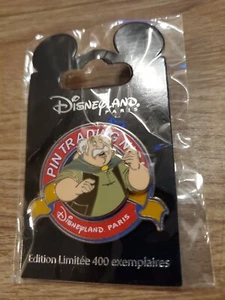 Disneyland
PARIS
PIN TRADING
DISNEYLAND PARIS
Edition Limitée 400 exemplaires